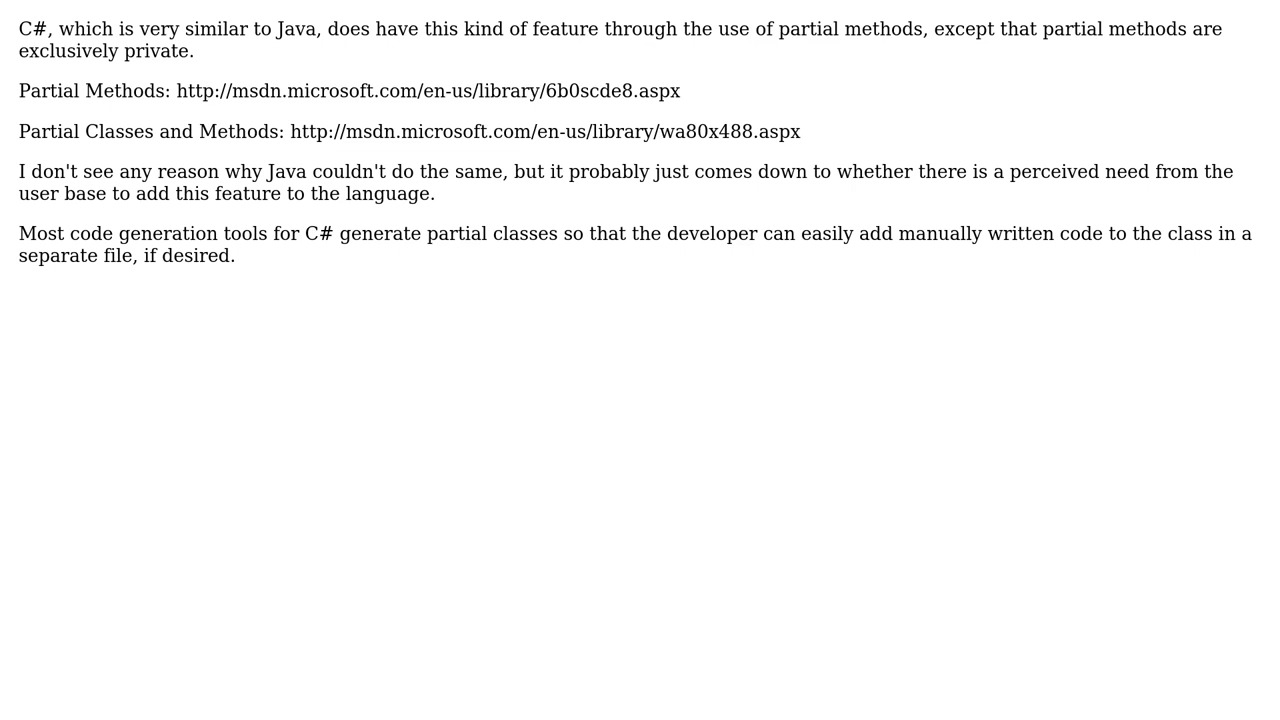 C#, which is very similar to Java, does have this kind of feature through the use of partial methods, except that partial methods are
exclusively private.
Partial Methods: http://msdn.microsoft.com/en-us/library/6b0scde8.aspx
Partial Classes and Methods: http://msdn.microsoft.com/en-us/library/wa80x488.aspx
I don't see any reason why Java couldn't do the same, but it probably just comes down to whether there is a perceived need from the
user base to add this feature to the language.
Most code generation tools for C# generate partial classes so that the developer can easily add manually written code to the class in a
separate file, if desired.